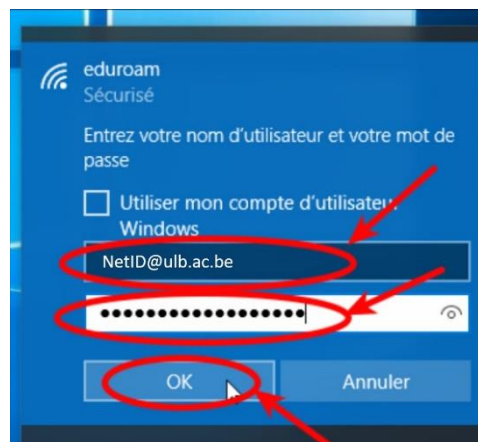 eduroam
Sécurisé
Entrez votre nom d'utilisateur et votre mot de
passe
Utiliser mon compte d'utilisateur
Windows
NetID@ulb.ac.be
••••••••••••••••••
OK
Annuler